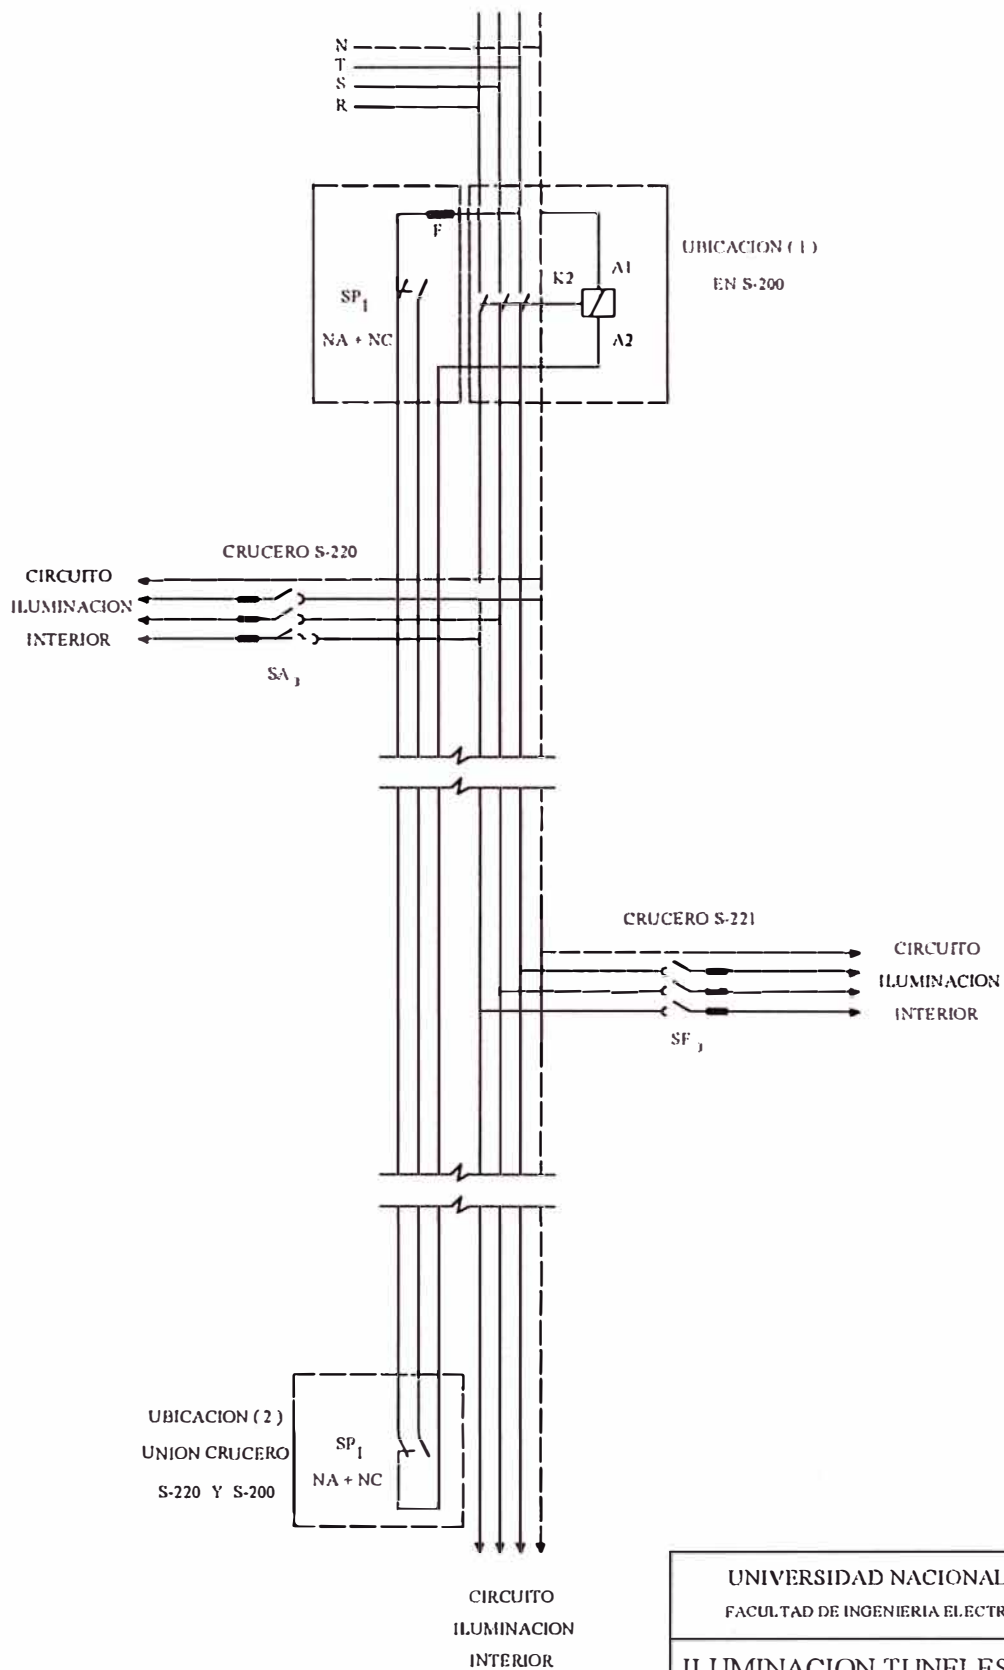 N
T
S
R
F
UBICACION ( 1 )
EN S-200
K2
A1
A2
SP1
NA + NC
CRUCERO S-220
CIRCUITO
ILUMINACION
INTERIOR
SA3
CRUCERO S-221
CIRCUITO
ILUMINACION
INTERIOR
SF3
UBICACION ( 2 )
UNION CRUCERO
S-220 Y S-200
SP1
NA + NC
CIRCUITO
ILUMINACION
INTERIOR
UNIVERSIDAD NACIONAL
FACULTAD DE INGENIERIA ELECTR
ILUMINACION TUNELES